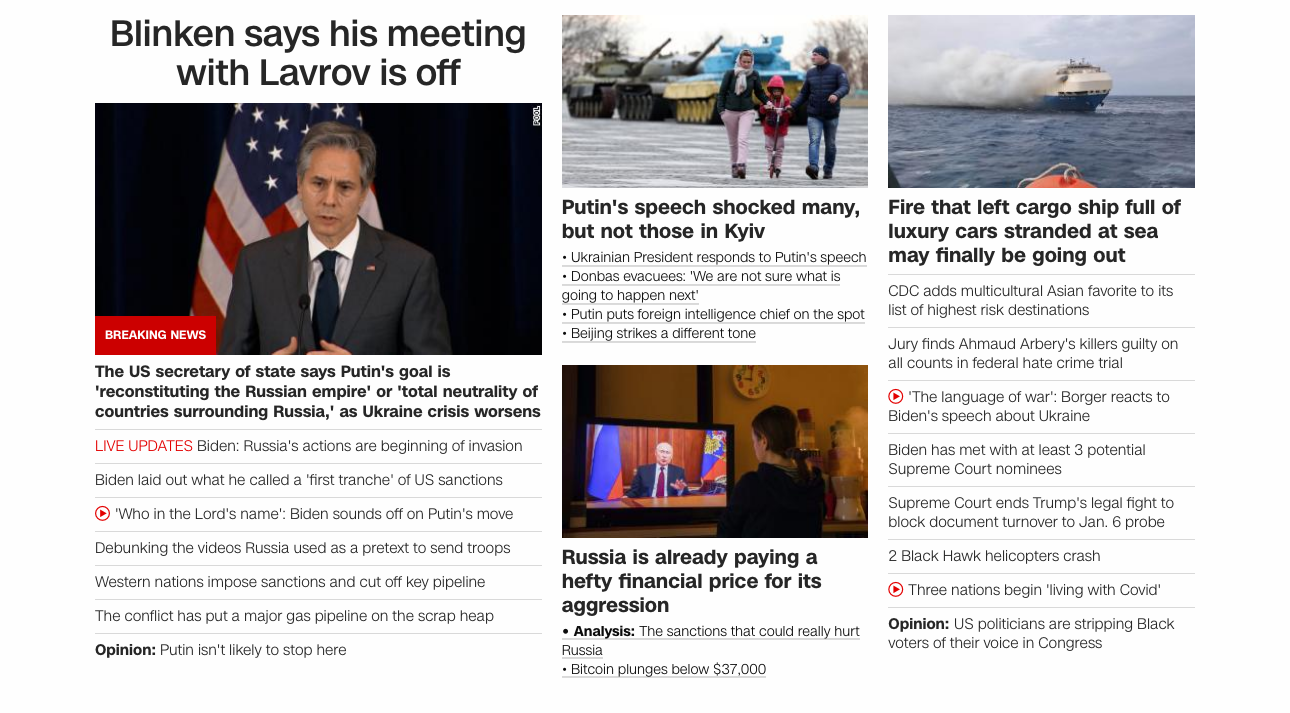 Blinken says his meeting
with Lavrov is off
POOL
BREAKING NEWS
The US secretary of state says Putin's goal is
'reconstituting the Russian empire' or 'total neutrality of
countries surrounding Russia,' as Ukraine crisis worsens
LIVE UPDATES Biden: Russia's actions are beginning of invasion
Biden laid out what he called a 'first tranche' of US sanctions
'Who in the Lord's name': Biden sounds off on Putin's move
Debunking the videos Russia used as a pretext to send troops
Western nations impose sanctions and cut off key pipeline
The conflict has put a major gas pipeline on the scrap heap
Opinion: Putin isn't likely to stop here
Putin's speech shocked many,
but not those in Kyiv
• Ukrainian President responds to Putin's speech
• Donbas evacuees: 'We are not sure what is
going to happen next'
• Putin puts foreign intelligence chief on the spot
• Beijing strikes a different tone
Russia is already paying a
hefty financial price for its
aggression
• Analysis: The sanctions that could really hurt
Russia
• Bitcoin plunges below $37,000
Fire that left cargo ship full of
luxury cars stranded at sea
may finally be going out
CDC adds multicultural Asian favorite to its
list of highest risk destinations
Jury finds Ahmaud Arbery's killers guilty on
all counts in federal hate crime trial
'The language of war': Borger reacts to
Biden's speech about Ukraine
Biden has met with at least 3 potential
Supreme Court nominees
Supreme Court ends Trump's legal fight to
block document turnover to Jan. 6 probe
2 Black Hawk helicopters crash
Three nations begin 'living with Covid'
Opinion: US politicians are stripping Black
voters of their voice in Congress